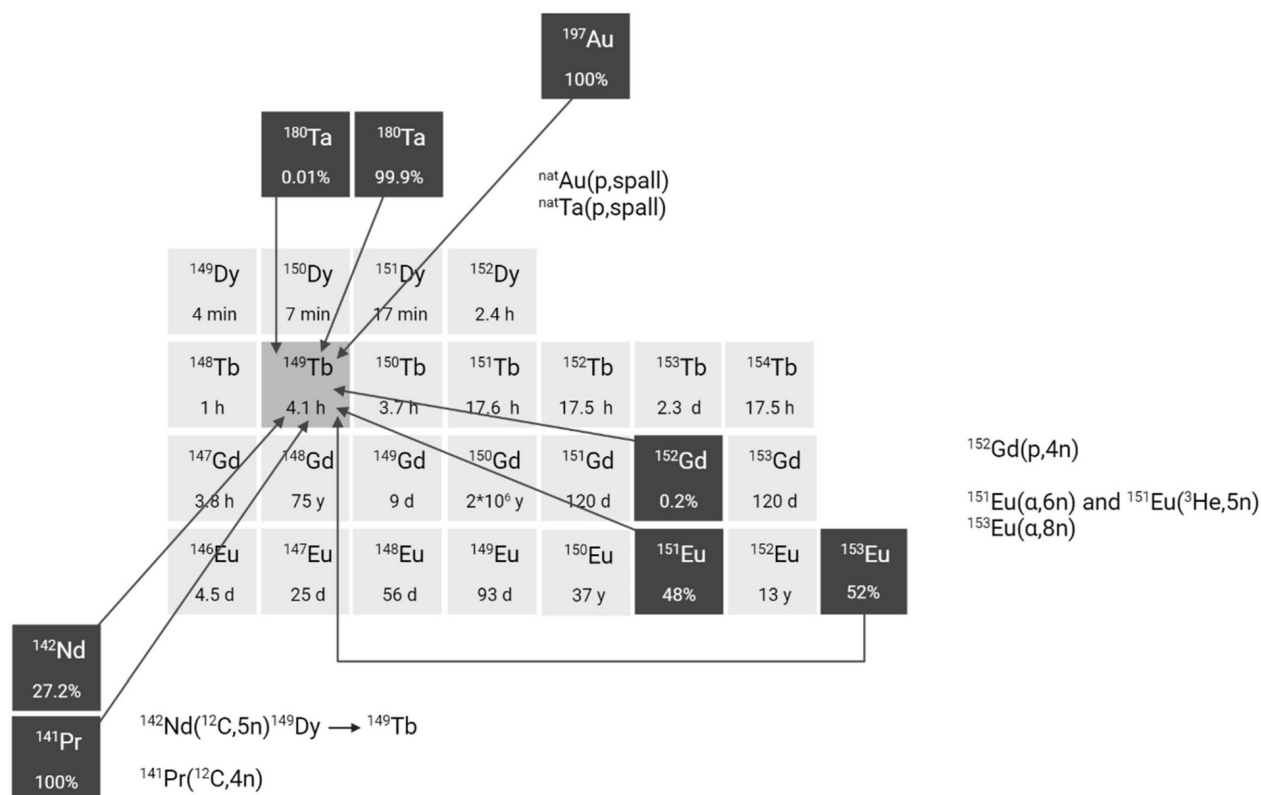 ¹⁹⁷Au
100%
¹⁸⁰Ta
0.01%
¹⁸⁰Ta
99.9%
ⁿᵃᵗAu(p,spall)
ⁿᵃᵗTa(p,spall)
¹⁴⁹Dy ¹⁵⁰Dy ¹⁵¹Dy ¹⁵²Dy
4 min 7 min 17 min 2.4 h
¹⁴⁸Tb ¹⁴⁹Tb ¹⁵⁰Tb ¹⁵¹Tb ¹⁵²Tb ¹⁵³Tb ¹⁵⁴Tb
1 h 4.1 h 3.7 h 17.6 h 17.5 h 2.3 d 17.5 h
¹⁴⁷Gd ¹⁴⁸Gd ¹⁴⁹Gd ¹⁵⁰Gd ¹⁵¹Gd ¹⁵²Gd ¹⁵³Gd
3.8 h 75 y 9 d 2*10⁶ y 120 d 0.2% 120 d
¹⁵²Gd(p,4n)
¹⁵¹Eu(α,6n) and ¹⁵¹Eu(³He,5n)
¹⁵³Eu(α,8n)
¹⁴⁶Eu ¹⁴⁷Eu ¹⁴⁸Eu ¹⁴⁹Eu ¹⁵⁰Eu ¹⁵¹Eu ¹⁵²Eu ¹⁵³Eu
4.5 d 25 d 56 d 93 d 37 y 48% 13 y 52%
¹⁴²Nd
27.2%
¹⁴¹Pr
100%
¹⁴²Nd(¹²C,5n)¹⁴⁹Dy → ¹⁴⁹Tb
¹⁴¹Pr(¹²C,4n)